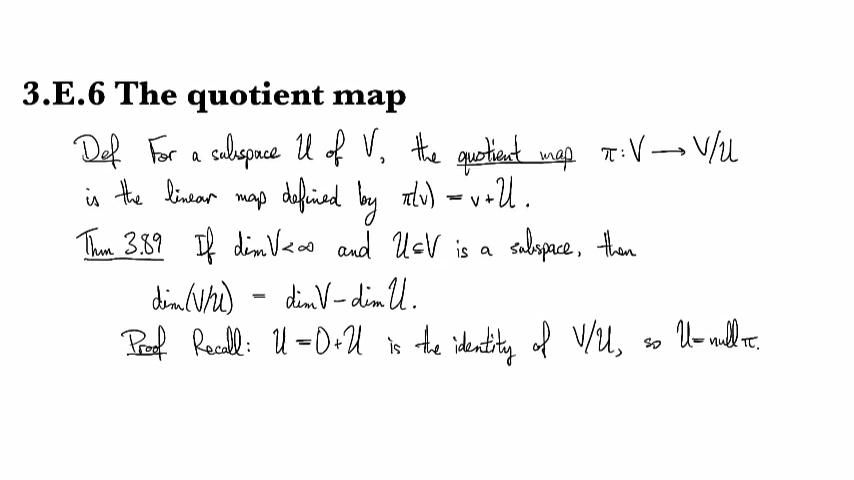 3.E.6 The quotient map
Def For a subspace U of V, the quotient map π: V → V/U
is the linear map defined by π(v) = v+U.
Thm 3.89 If dim V<∞ and U⊆V is a subspace, then
dim(V/U) = dim V - dim U.
Proof Recall: U = 0+U is the identity of V/U, so U = null π.